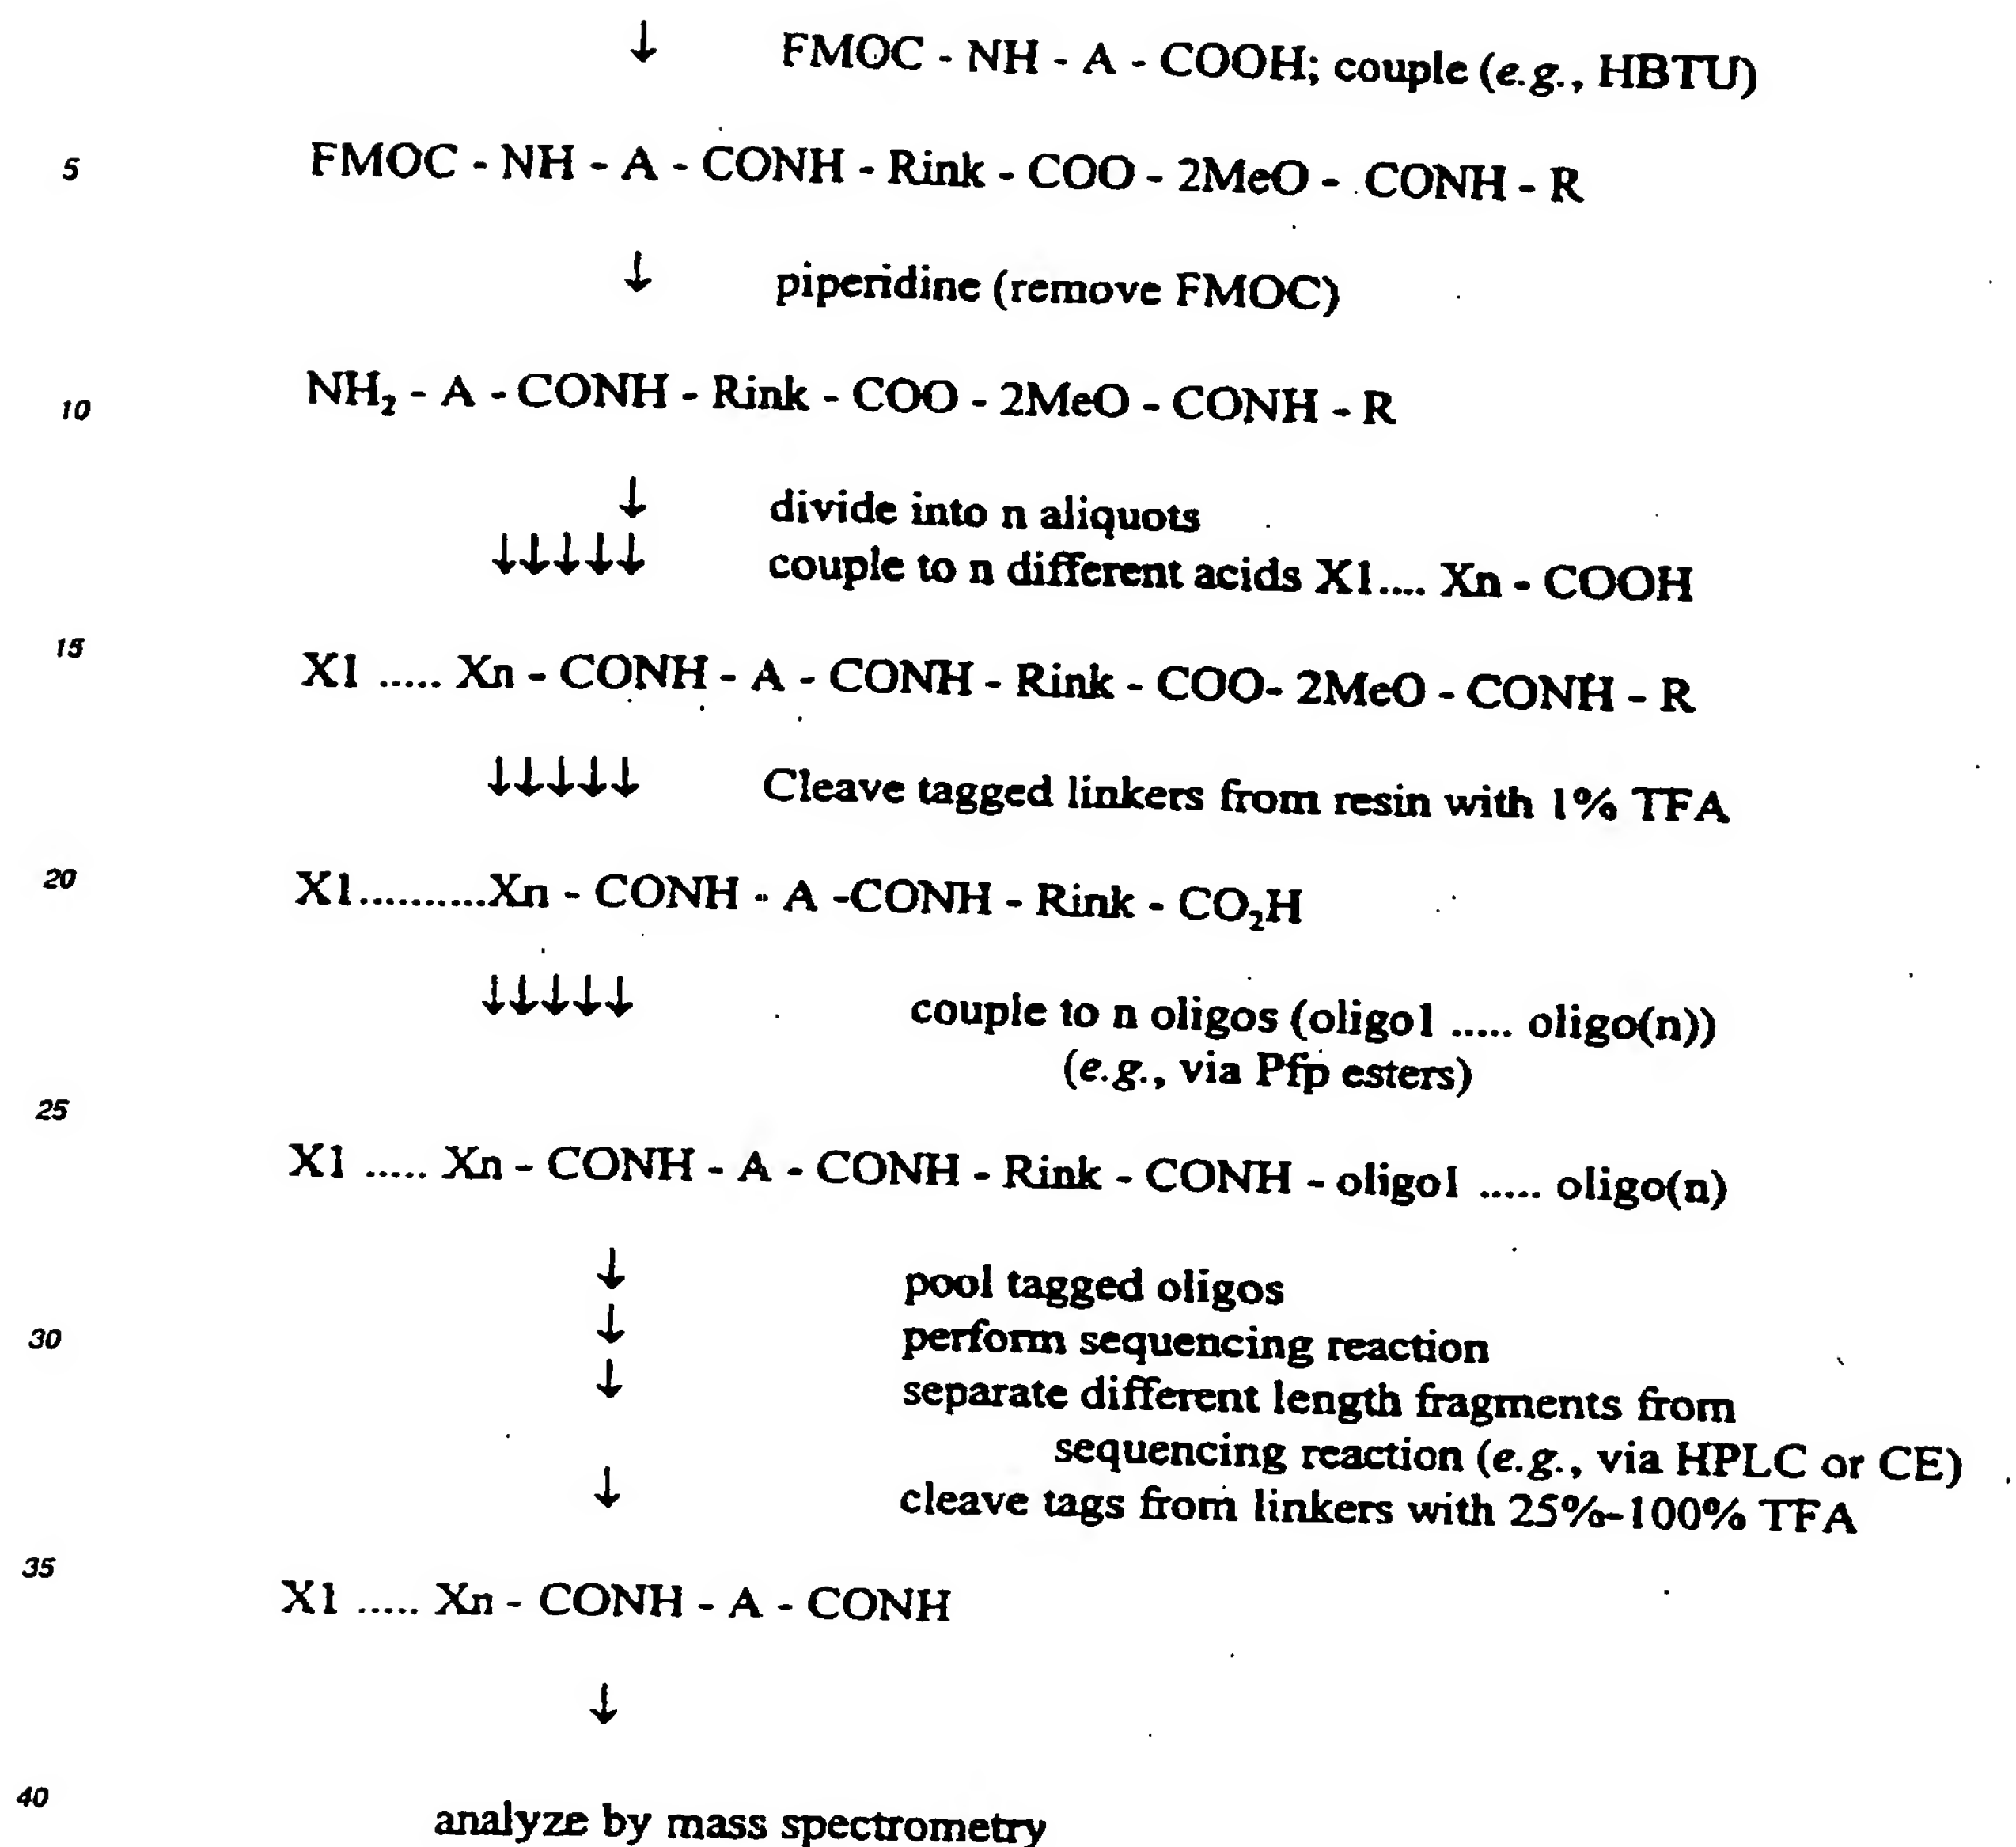 ↓ FMOC - NH - A - COOH; couple (e.g., HBTU)
5 FMOC - NH - A - CONH - Rink - COO - 2MeO - CONH - R
↓ piperidine (remove FMOC)
10 NH₂ - A - CONH - Rink - COO - 2MeO - CONH - R
↓ divide into n aliquots
↓↓↓↓↓ couple to n different acids X1.... Xn - COOH
15 X1 ..... Xn - CONH - A - CONH - Rink - COO- 2MeO - CONH - R
↓↓↓↓↓ Cleave tagged linkers from resin with 1% TFA
20 X1..........Xn - CONH - A -CONH - Rink - CO₂H
↓↓↓↓↓ couple to n oligos (oligo1 ..... oligo(n))
(e.g., via Pfp esters)
25
X1 ..... Xn - CONH - A - CONH - Rink - CONH - oligo1 ..... oligo(n)
↓ pool tagged oligos
30 ↓ perform sequencing reaction
↓ separate different length fragments from
sequencing reaction (e.g., via HPLC or CE)
↓ cleave tags from linkers with 25%-100% TFA
35 X1 ..... Xn - CONH - A - CONH
↓
40 analyze by mass spectrometry